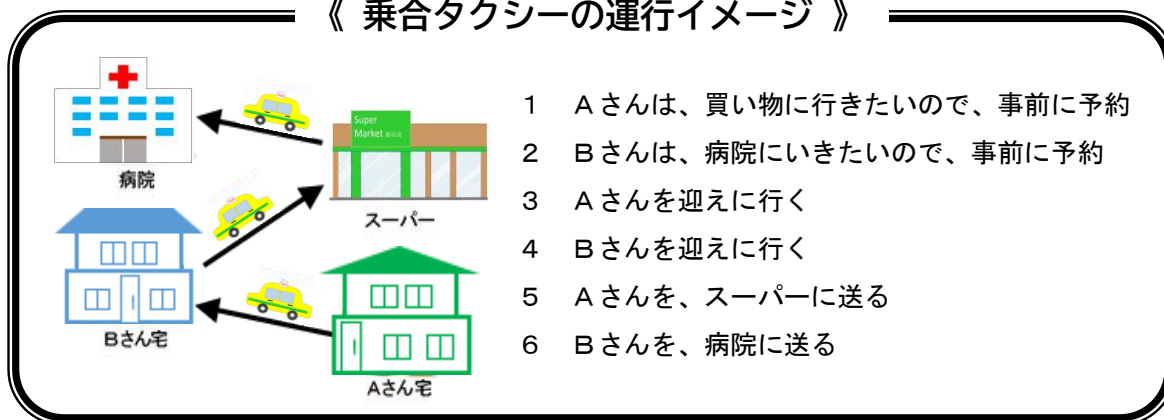 《 乗合タクシーの運行イメージ 》
1 Aさんは、買い物に行きたいので、事前に予約
2 Bさんは、病院にいきたいので、事前に予約
3 Aさんを迎えに行く
4 Bさんを迎えに行く
5 Aさんを、スーパーに送る
6 Bさんを、病院に送る
病院
Super
Market
スーパー
Bさん宅
Aさん宅